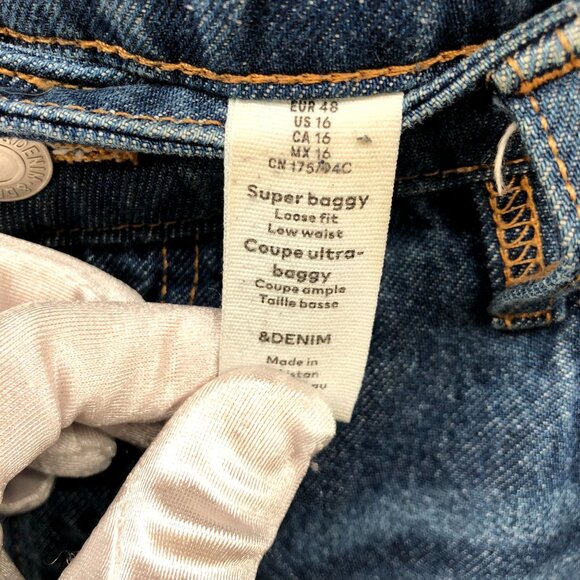 EUR 48
US 16
CA 16
MX 16
CN 175/94C
Super baggy
Loose fit
Low waist
Coupe ultra-
baggy
Coupe ample
Taille basse
&DENIM
Made in